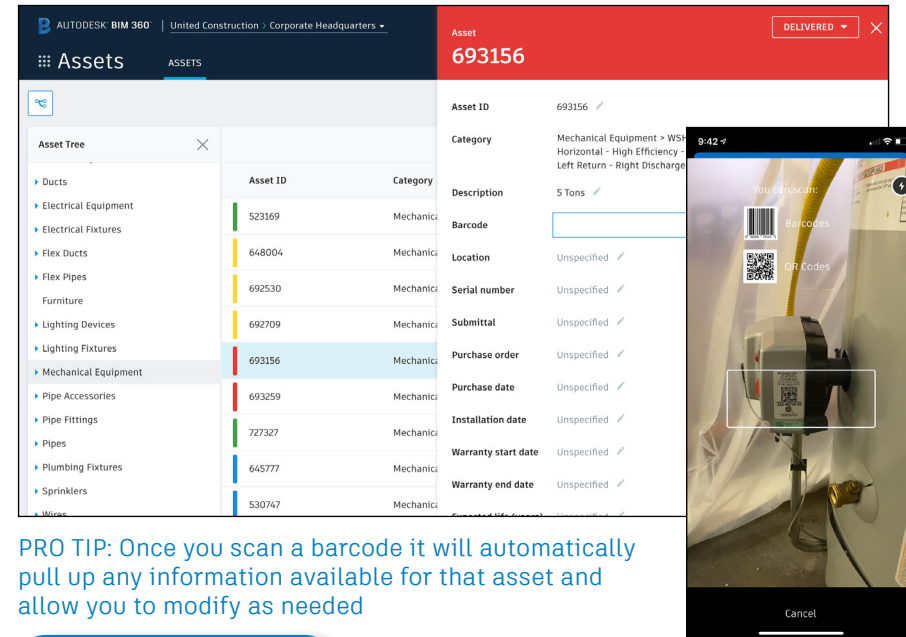 AUTODESK® BIM 360™ | United Construction > Corporate Headquarters
Assets
ASSETS
Asset
693156
DELIVERED
Asset Tree
Ducts
Electrical Equipment
Electrical Fixtures
Flex Ducts
Flex Pipes
Furniture
Lighting Devices
Lighting Fixtures
Mechanical Equipment
Pipe Accessories
Pipe Fittings
Pipes
Plumbing Fixtures
Sprinklers
Wires
Asset ID Category
523169 Mechanica
648004 Mechanica
692530 Mechanica
692709 Mechanica
693156 Mechanica
693259 Mechanica
727327 Mechanica
645777 Mechanica
530747 Mechanica
Asset ID 693156
Category Mechanical Equipment > WSH
Horizontal - High Efficiency -
Left Return - Right Discharge
Description 5 Tons
Barcode
Location Unspecified
Serial number Unspecified
Submittal Unspecified
Purchase order Unspecified
Purchase date Unspecified
Installation date Unspecified
Warranty start date Unspecified
Warranty end date Unspecified
Expected life (years) Unspecified
9:42
You can scan:
Barcodes
QR Codes
Cancel
PRO TIP: Once you scan a barcode it will automatically
pull up any information available for that asset and
allow you to modify as needed